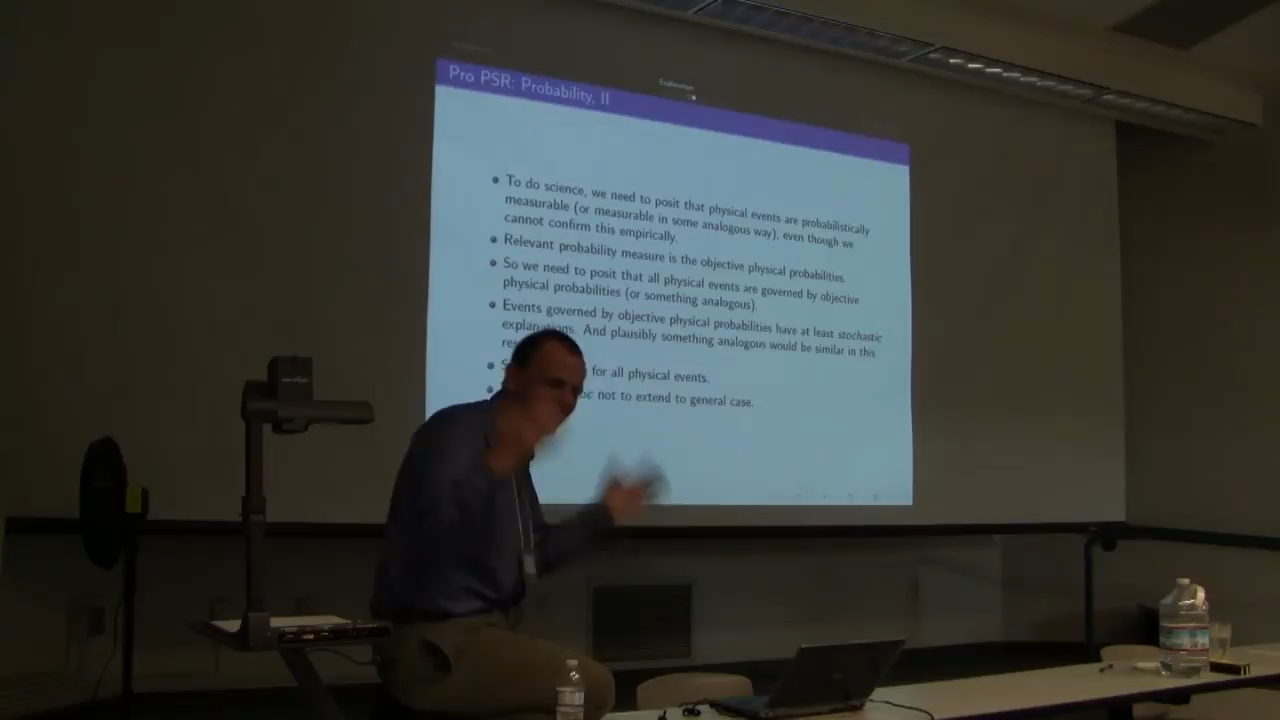 Explanation
Pro PSR: Probability, II
To do science, we need to posit that physical events are probabilistically
measurable (or measurable in some analogous way), even though we
cannot confirm this empirically.
Relevant probability measure is the objective physical probabilities.
So we need to posit that all physical events are governed by objective
physical probabilities (or something analogous).
Events governed by objective physical probabilities have at least stochastic
explanations. And plausibly something analogous would be similar in this
for all physical events.
not to extend to general case.